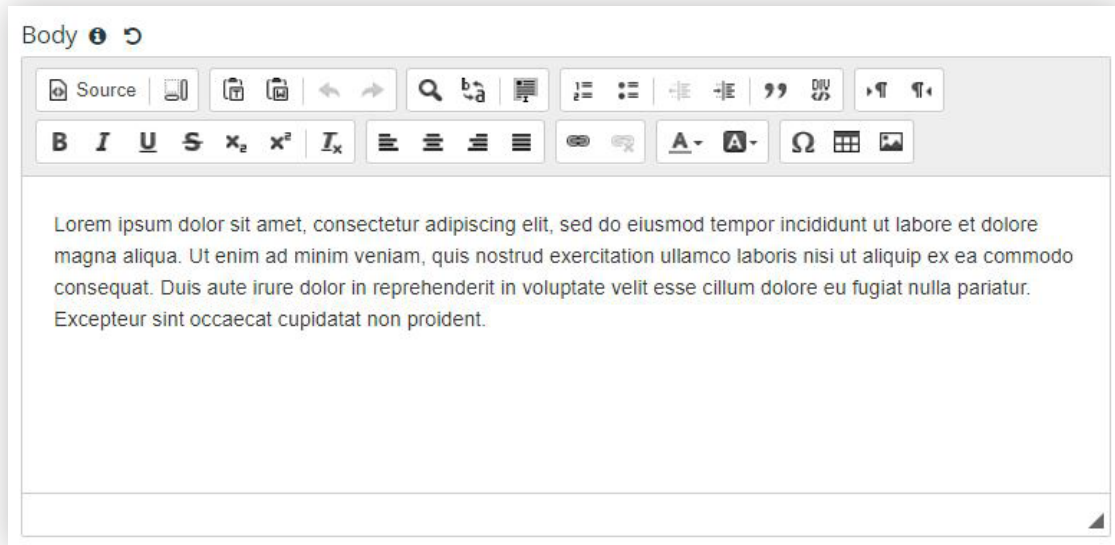 Body
Source
Lorem ipsum dolor sit amet, consectetur adipiscing elit, sed do eiusmod tempor incididunt ut labore et dolore
magna aliqua. Ut enim ad minim veniam, quis nostrud exercitation ullamco laboris nisi ut aliquip ex ea commodo
consequat. Duis aute irure dolor in reprehenderit in voluptate velit esse cillum dolore eu fugiat nulla pariatur.
Excepteur sint occaecat cupidatat non proident.